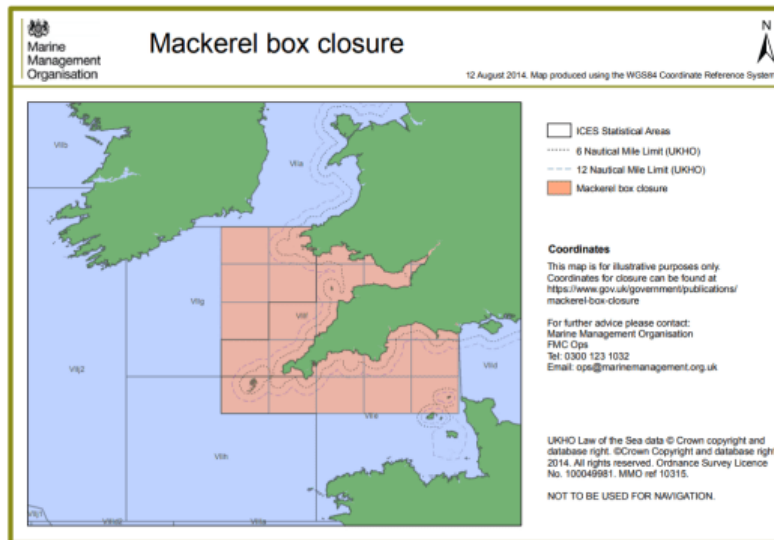 Marine
Management
Organisation
Mackerel box closure
N
12 August 2014. Map produced using the WGS84 Coordinate Reference System
VIIb
VIIa
VIIg
VIIf
VIIj2
VIId
VIIe
VIIh
VIIj1
VIIId2
VIIIa
ICES Statistical Areas
6 Nautical Mile Limit (UKHO)
12 Nautical Mile Limit (UKHO)
Mackerel box closure
Coordinates
This map is for illustrative purposes only.
Coordinates for closure can be found at
https://www.gov.uk/government/publications/
mackerel-box-closure
For further advice please contact:
Marine Management Organisation
FMC Ops
Tel: 0300 123 1032
Email: ops@marinemanagement.org.uk
UKHO Law of the Sea data © Crown copyright and
database right. ©Crown Copyright and database right
2014. All rights reserved. Ordnance Survey Licence
No. 100049981. MMO ref 10315.
NOT TO BE USED FOR NAVIGATION.